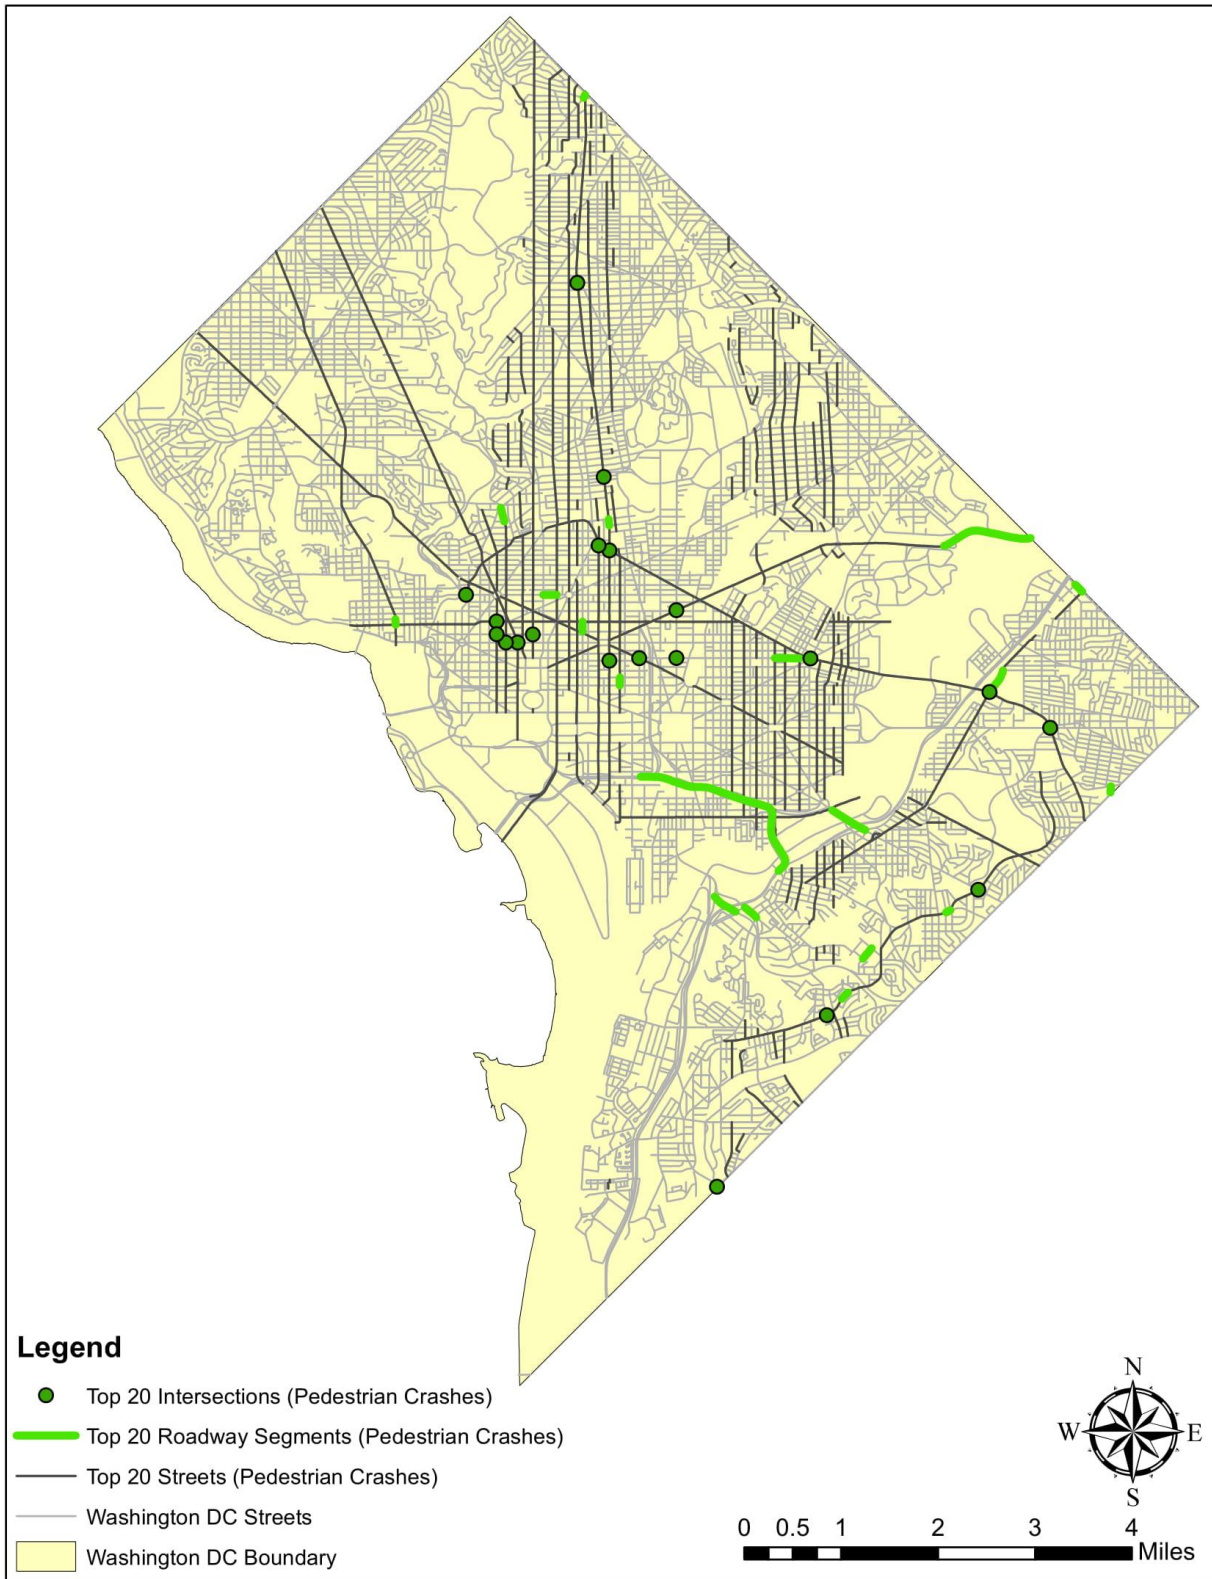 Legend
Top 20 Intersections (Pedestrian Crashes)
Top 20 Roadway Segments (Pedestrian Crashes)
Top 20 Streets (Pedestrian Crashes)
Washington DC Streets
Washington DC Boundary
N
W E
S
0 0.5 1 2 3 4
Miles